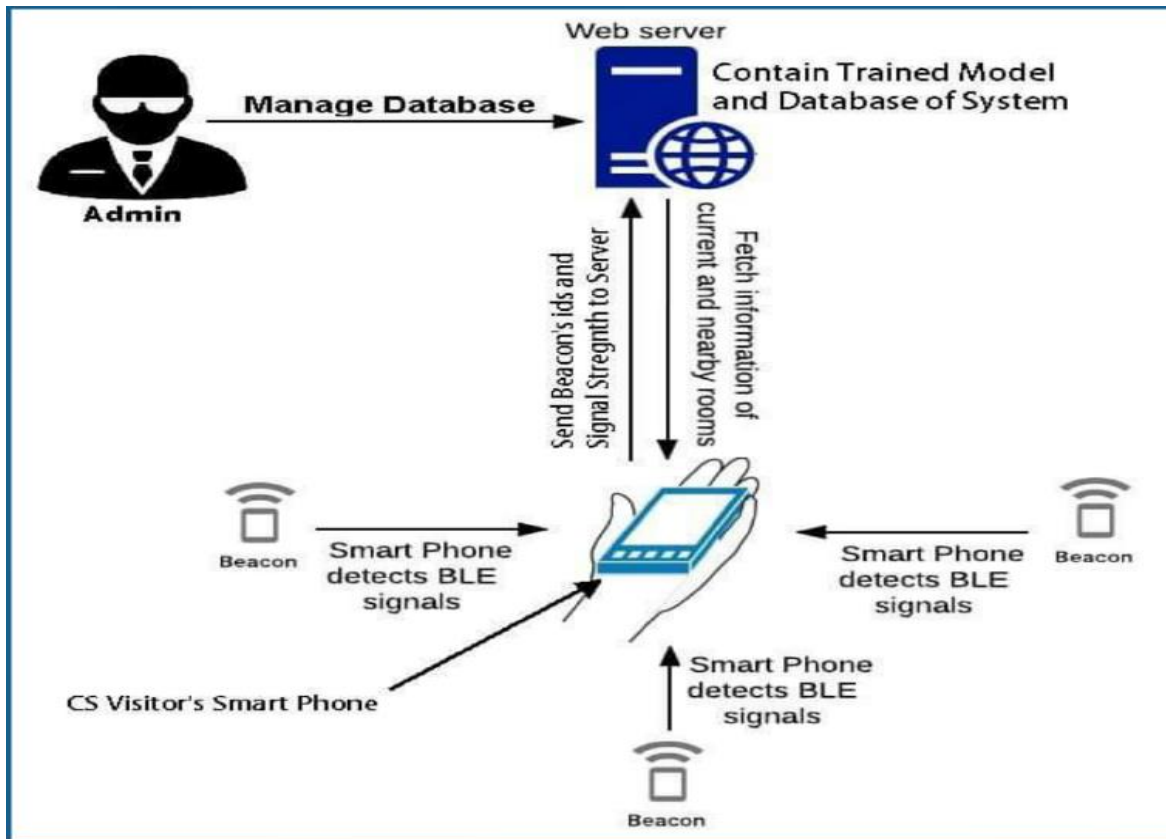 Web server
Contain Trained Model
and Database of System
Manage Database
Admin
Send Beacon's ids and
Signal Stregnth to Server
Fetch information of
current and nearby rooms
Beacon
Smart Phone
detects BLE
signals
Smart Phone
detects BLE
signals
Beacon
CS Visitor's Smart Phone
Smart Phone
detects BLE
signals
Beacon